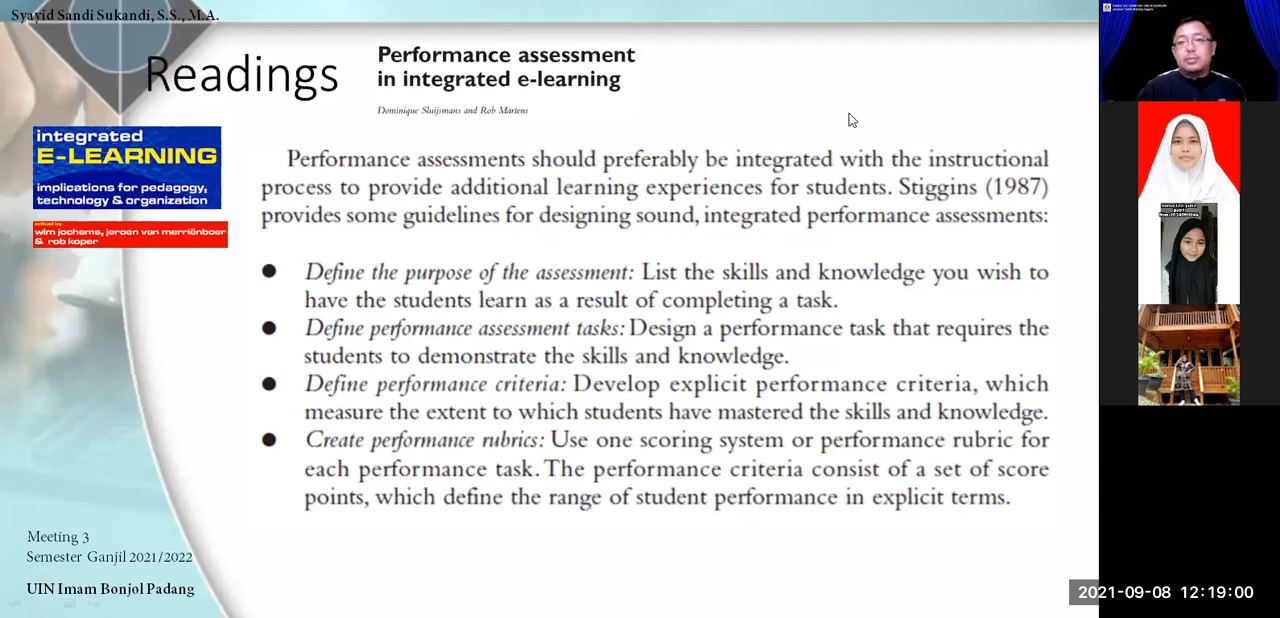 Syayid Sandi Sukandi, S.S., M.A.
Readings
Performance assessment
in integrated e-learning
Dominique Sluijsmans and Rob Martens
integrated
E-LEARNING
implications for pedagogy,
technology & organization
edited by
wim jochems, jeroen van merriënboer
& rob koper
Performance assessments should preferably be integrated with the instructional
process to provide additional learning experiences for students. Stiggins (1987)
provides some guidelines for designing sound, integrated performance assessments:
● Define the purpose of the assessment: List the skills and knowledge you wish to
have the students learn as a result of completing a task.
● Define performance assessment tasks: Design a performance task that requires the
students to demonstrate the skills and knowledge.
● Define performance criteria: Develop explicit performance criteria, which
measure the extent to which students have mastered the skills and knowledge.
● Create performance rubrics: Use one scoring system or performance rubric for
each performance task. The performance criteria consist of a set of score
points, which define the range of student performance in explicit terms.
Meeting 3
Semester Ganjil 2021/2022
UIN Imam Bonjol Padang
2021-09-08 12:19:00